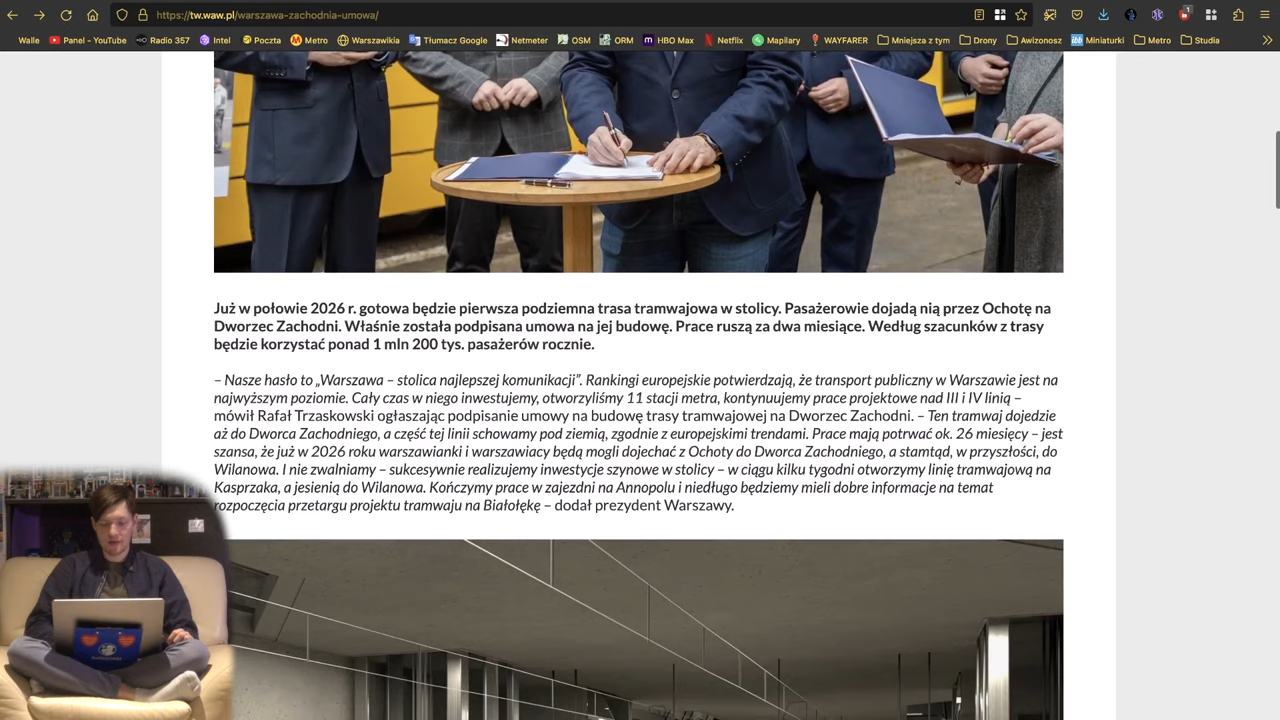 https://tw.waw.pl/warszawa-zachodnia-umowa/
1
Walle Panel - YouTube Radio 357 Intel Poczta Metro Warszawikia Tłumacz Google Netmeter OSM ORM HBO Max Netflix Mapilary WAYFARER Mniejsza z tym Drony Awizonosz Miniaturki Metro Studia
Już w połowie 2026 r. gotowa będzie pierwsza podziemna trasa tramwajowa w stolicy. Pasażerowie dojadą nią przez Ochotę na
Dworzec Zachodni. Właśnie została podpisana umowa na jej budowę. Prace ruszą za dwa miesiące. Według szacunków z trasy
będzie korzystać ponad 1 mln 200 tys. pasażerów rocznie.
– Nasze hasło to „Warszawa – stolica najlepszej komunikacji”. Rankingi europejskie potwierdzają, że transport publiczny w Warszawie jest na
najwyższym poziomie. Cały czas w niego inwestujemy, otworzyliśmy 11 stacji metra, kontynuujemy prace projektowe nad III i IV linią –
mówił Rafał Trzaskowski ogłaszając podpisanie umowy na budowę trasy tramwajowej na Dworzec Zachodni. – Ten tramwaj dojedzie
aż do Dworca Zachodniego, a część tej linii schowamy pod ziemią, zgodnie z europejskimi trendami. Prace mają potrwać ok. 26 miesięcy – jest
szansa, że już w 2026 roku warszawianki i warszawiacy będą mogli dojechać z Ochoty do Dworca Zachodniego, a stamtąd, w przyszłości, do
Wilanowa. I nie zwalniamy – sukcesywnie realizujemy inwestycje szynowe w stolicy – w ciągu kilku tygodni otworzymy linię tramwajową na
Kasprzaka, a jesienią do Wilanowa. Kończymy prace w zajezdni na Annopolu i niedługo będziemy mieli dobre informacje na temat
rozpoczęcia przetargu projektu tramwaju na Białołękę – dodał prezydent Warszawy.